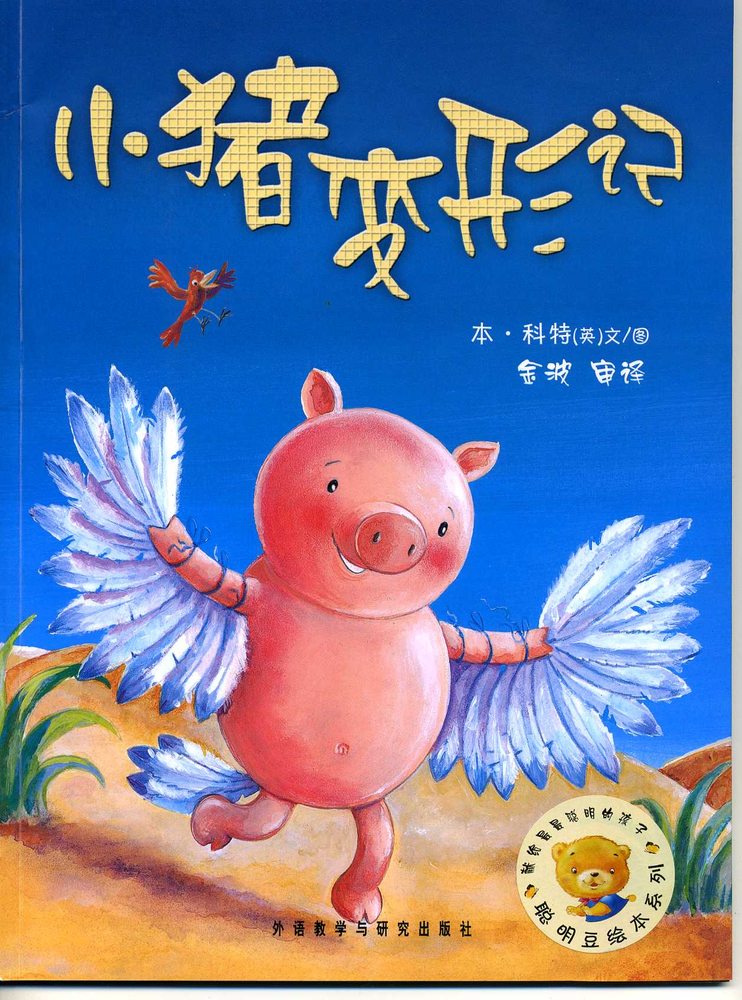 小猪变形记
本·科特(英)文/图
金波 审译
献给最最聪明的孩子
聪明豆绘本系列
外语教学与研究出版社